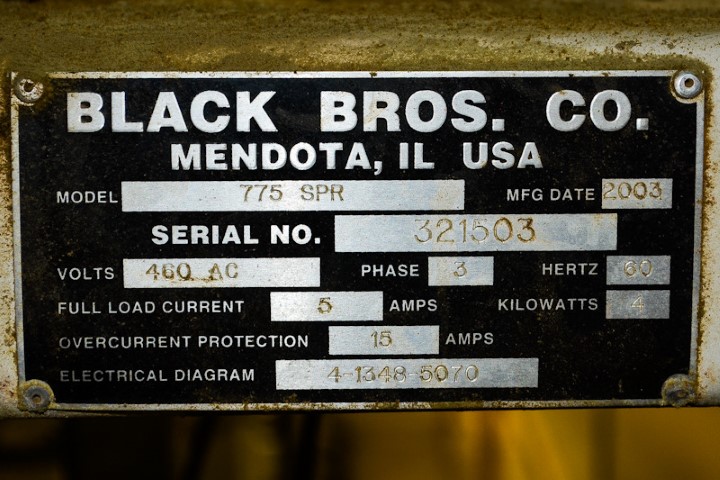 BLACK BROS. CO.
MENDOTA, IL USA
MODEL 775 SPR MFG DATE 2003
SERIAL NO. 321503
VOLTS 460 AC PHASE 3 HERTZ 60
FULL LOAD CURRENT 5 AMPS KILOWATTS 4
OVERCURRENT PROTECTION 15 AMPS
ELECTRICAL DIAGRAM 4-1348-5070